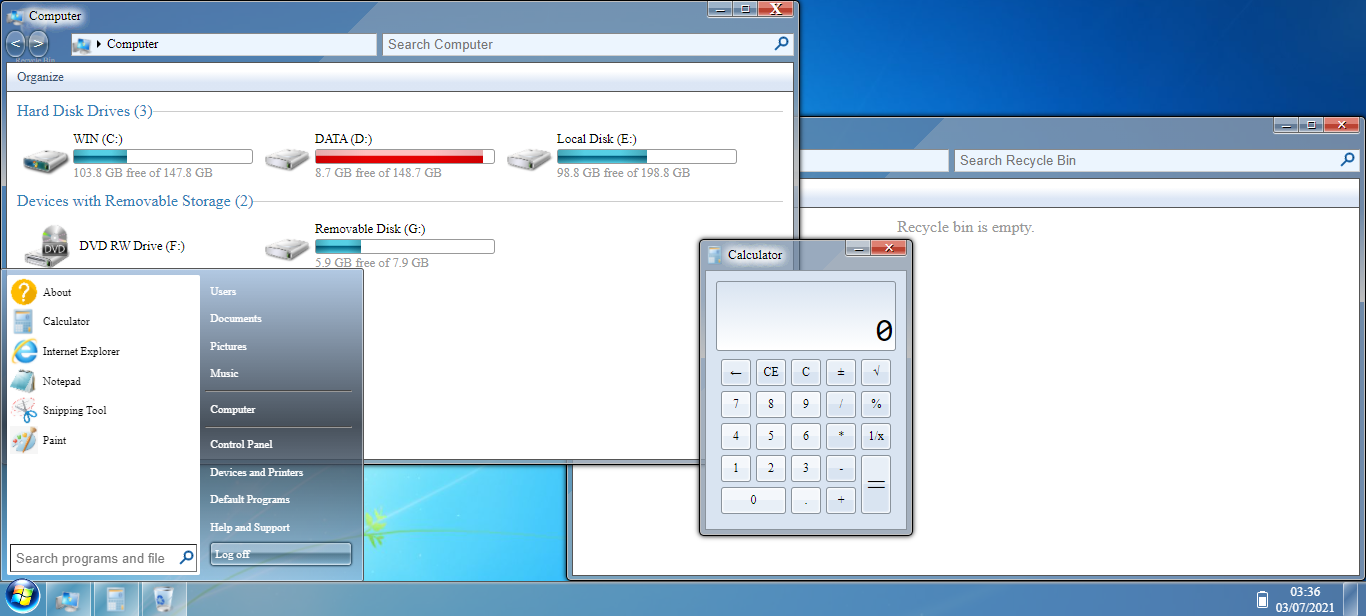 Computer
Computer
Search Computer
Organize
Hard Disk Drives (3)
WIN (C:)
103.8 GB free of 147.8 GB
DATA (D:)
8.7 GB free of 148.7 GB
Local Disk (E:)
98.8 GB free of 198.8 GB
Devices with Removable Storage (2)
DVD
DVD RW Drive (F:)
Removable Disk (G:)
5.9 GB free of 7.9 GB
Search Recycle Bin
Recycle bin is empty.
Calculator
0
← CE C ± √
7 8 9 / %
4 5 6 * 1/x
1 2 3 - =
0 . +
About
Calculator
Internet Explorer
Notepad
Snipping Tool
Paint
Search programs and file
Users
Documents
Pictures
Music
Computer
Control Panel
Devices and Printers
Default Programs
Help and Support
Log off
03:36
03/07/2021